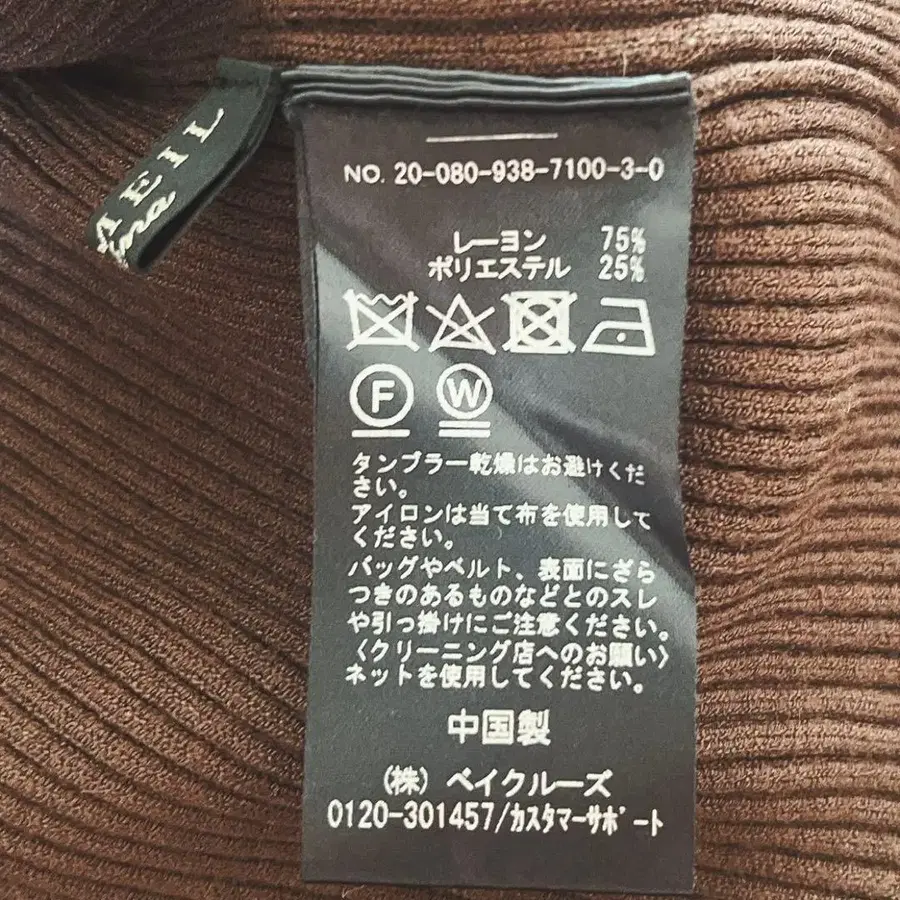 AEIL
NO. 20-080-938-7100-3-0
レーヨン 75%
ポリエステル 25%
F W
タンブラー乾燥はお避けくだ
さい。
アイロンは当て布を使用して
ください。
バッグやベルト、表面にざら
つきのあるものなどとのスレ
や引っ掛けにご注意ください。
〈クリーニング店へのお願い〉
ネットを使用してください。
中国製
(株) ベイクルーズ
0120-301457/カスタマーサポート